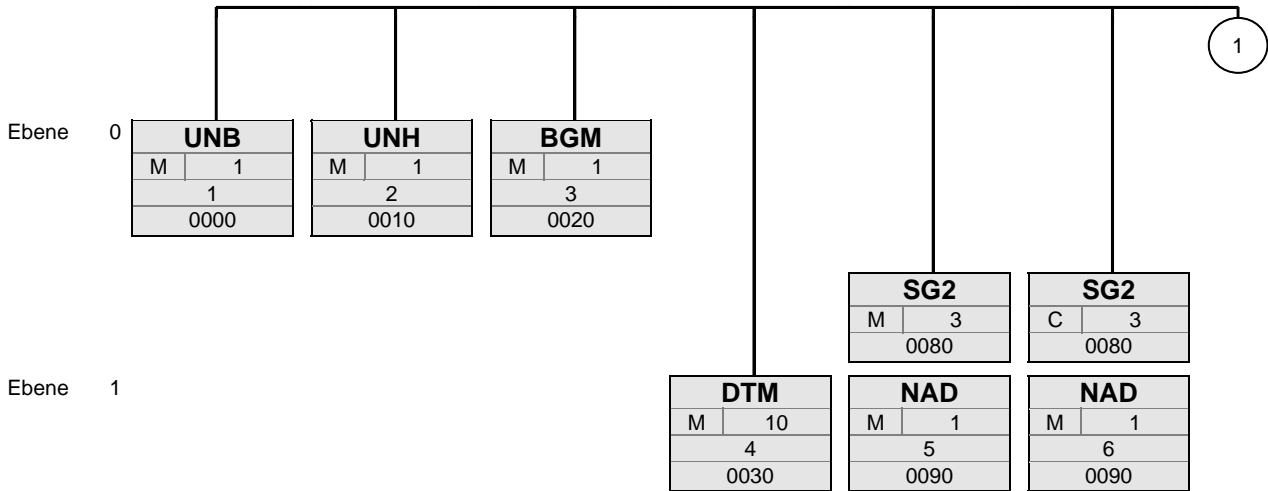 1
Ebene 0
UNB UNH BGM
M 1 M 1 M 1
1 2 3
0000 0010 0020
SG2 SG2
M 3 C 3
0080 0080
Ebene 1
DTM NAD NAD
M 10 M 1 M 1
4 5 6
0030 0090 0090